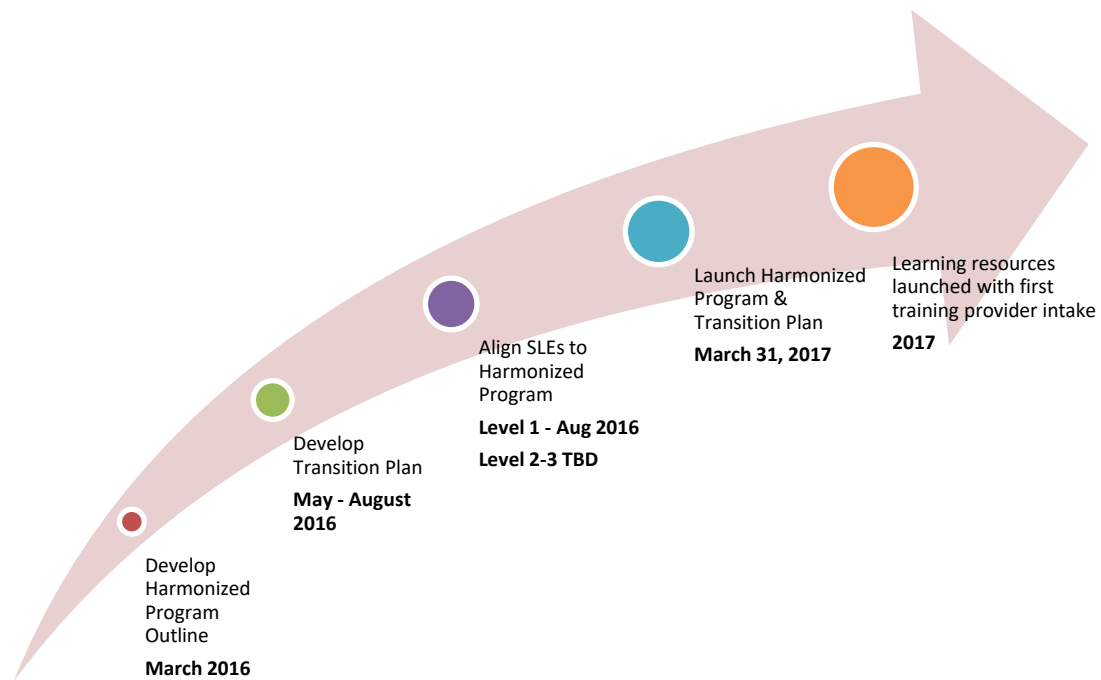 Develop
Harmonized
Program
Outline
March 2016
Develop
Transition Plan
May - August
2016
Align SLEs to
Harmonized
Program
Level 1 - Aug 2016
Level 2-3 TBD
Launch Harmonized
Program &
Transition Plan
March 31, 2017
Learning resources
launched with first
training provider intake
2017